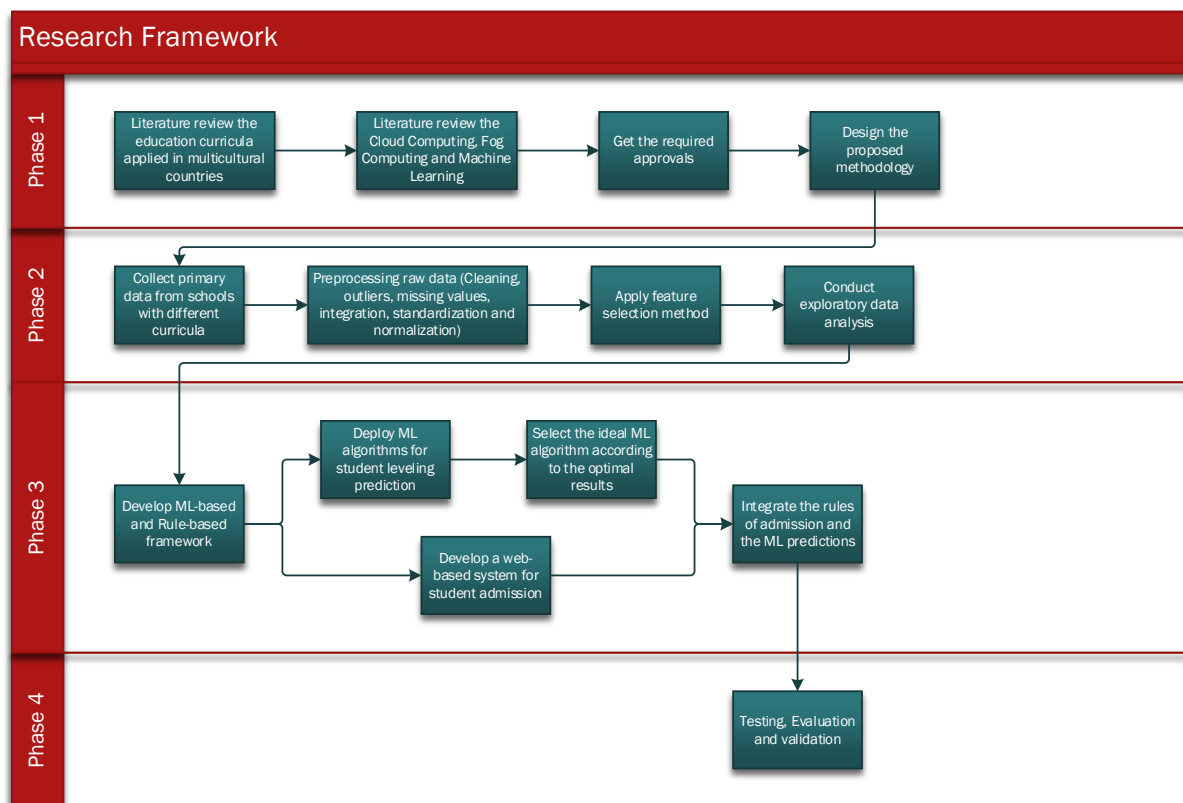 Research Framework
Phase 1
Literature review the
education curricula
applied in multicultural
countries
Literature review the
Cloud Computing, Fog
Computing and Machine
Learning
Get the required
approvals
Design the
proposed
methodology
Phase 2
Collect primary
data from schools
with different
curricula
Preprocessing raw data (Cleaning,
outliers, missing values,
integration, standardization and
normalization)
Apply feature
selection method
Conduct
exploratory data
analysis
Phase 3
Develop ML-based
and Rule-based
framework
Deploy ML
algorithms for
student leveling
prediction
Select the ideal ML
algorithm according
to the optimal
results
Develop a web-
based system for
student admission
Integrate the rules
of admission and
the ML predictions
Phase 4
Testing, Evaluation
and validation